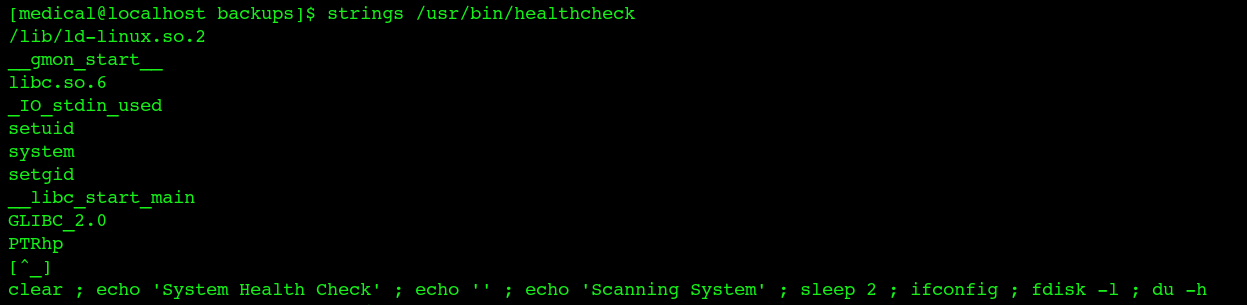 [medical@localhost backups]$ strings /usr/bin/healthcheck
/lib/ld-linux.so.2
__gmon_start__
libc.so.6
_IO_stdin_used
setuid
system
setgid
__libc_start_main
GLIBC_2.0
PTRhp
[^_]
clear ; echo 'System Health Check' ; echo '' ; echo 'Scanning System' ; sleep 2 ; ifconfig ; fdisk -l ; du -h